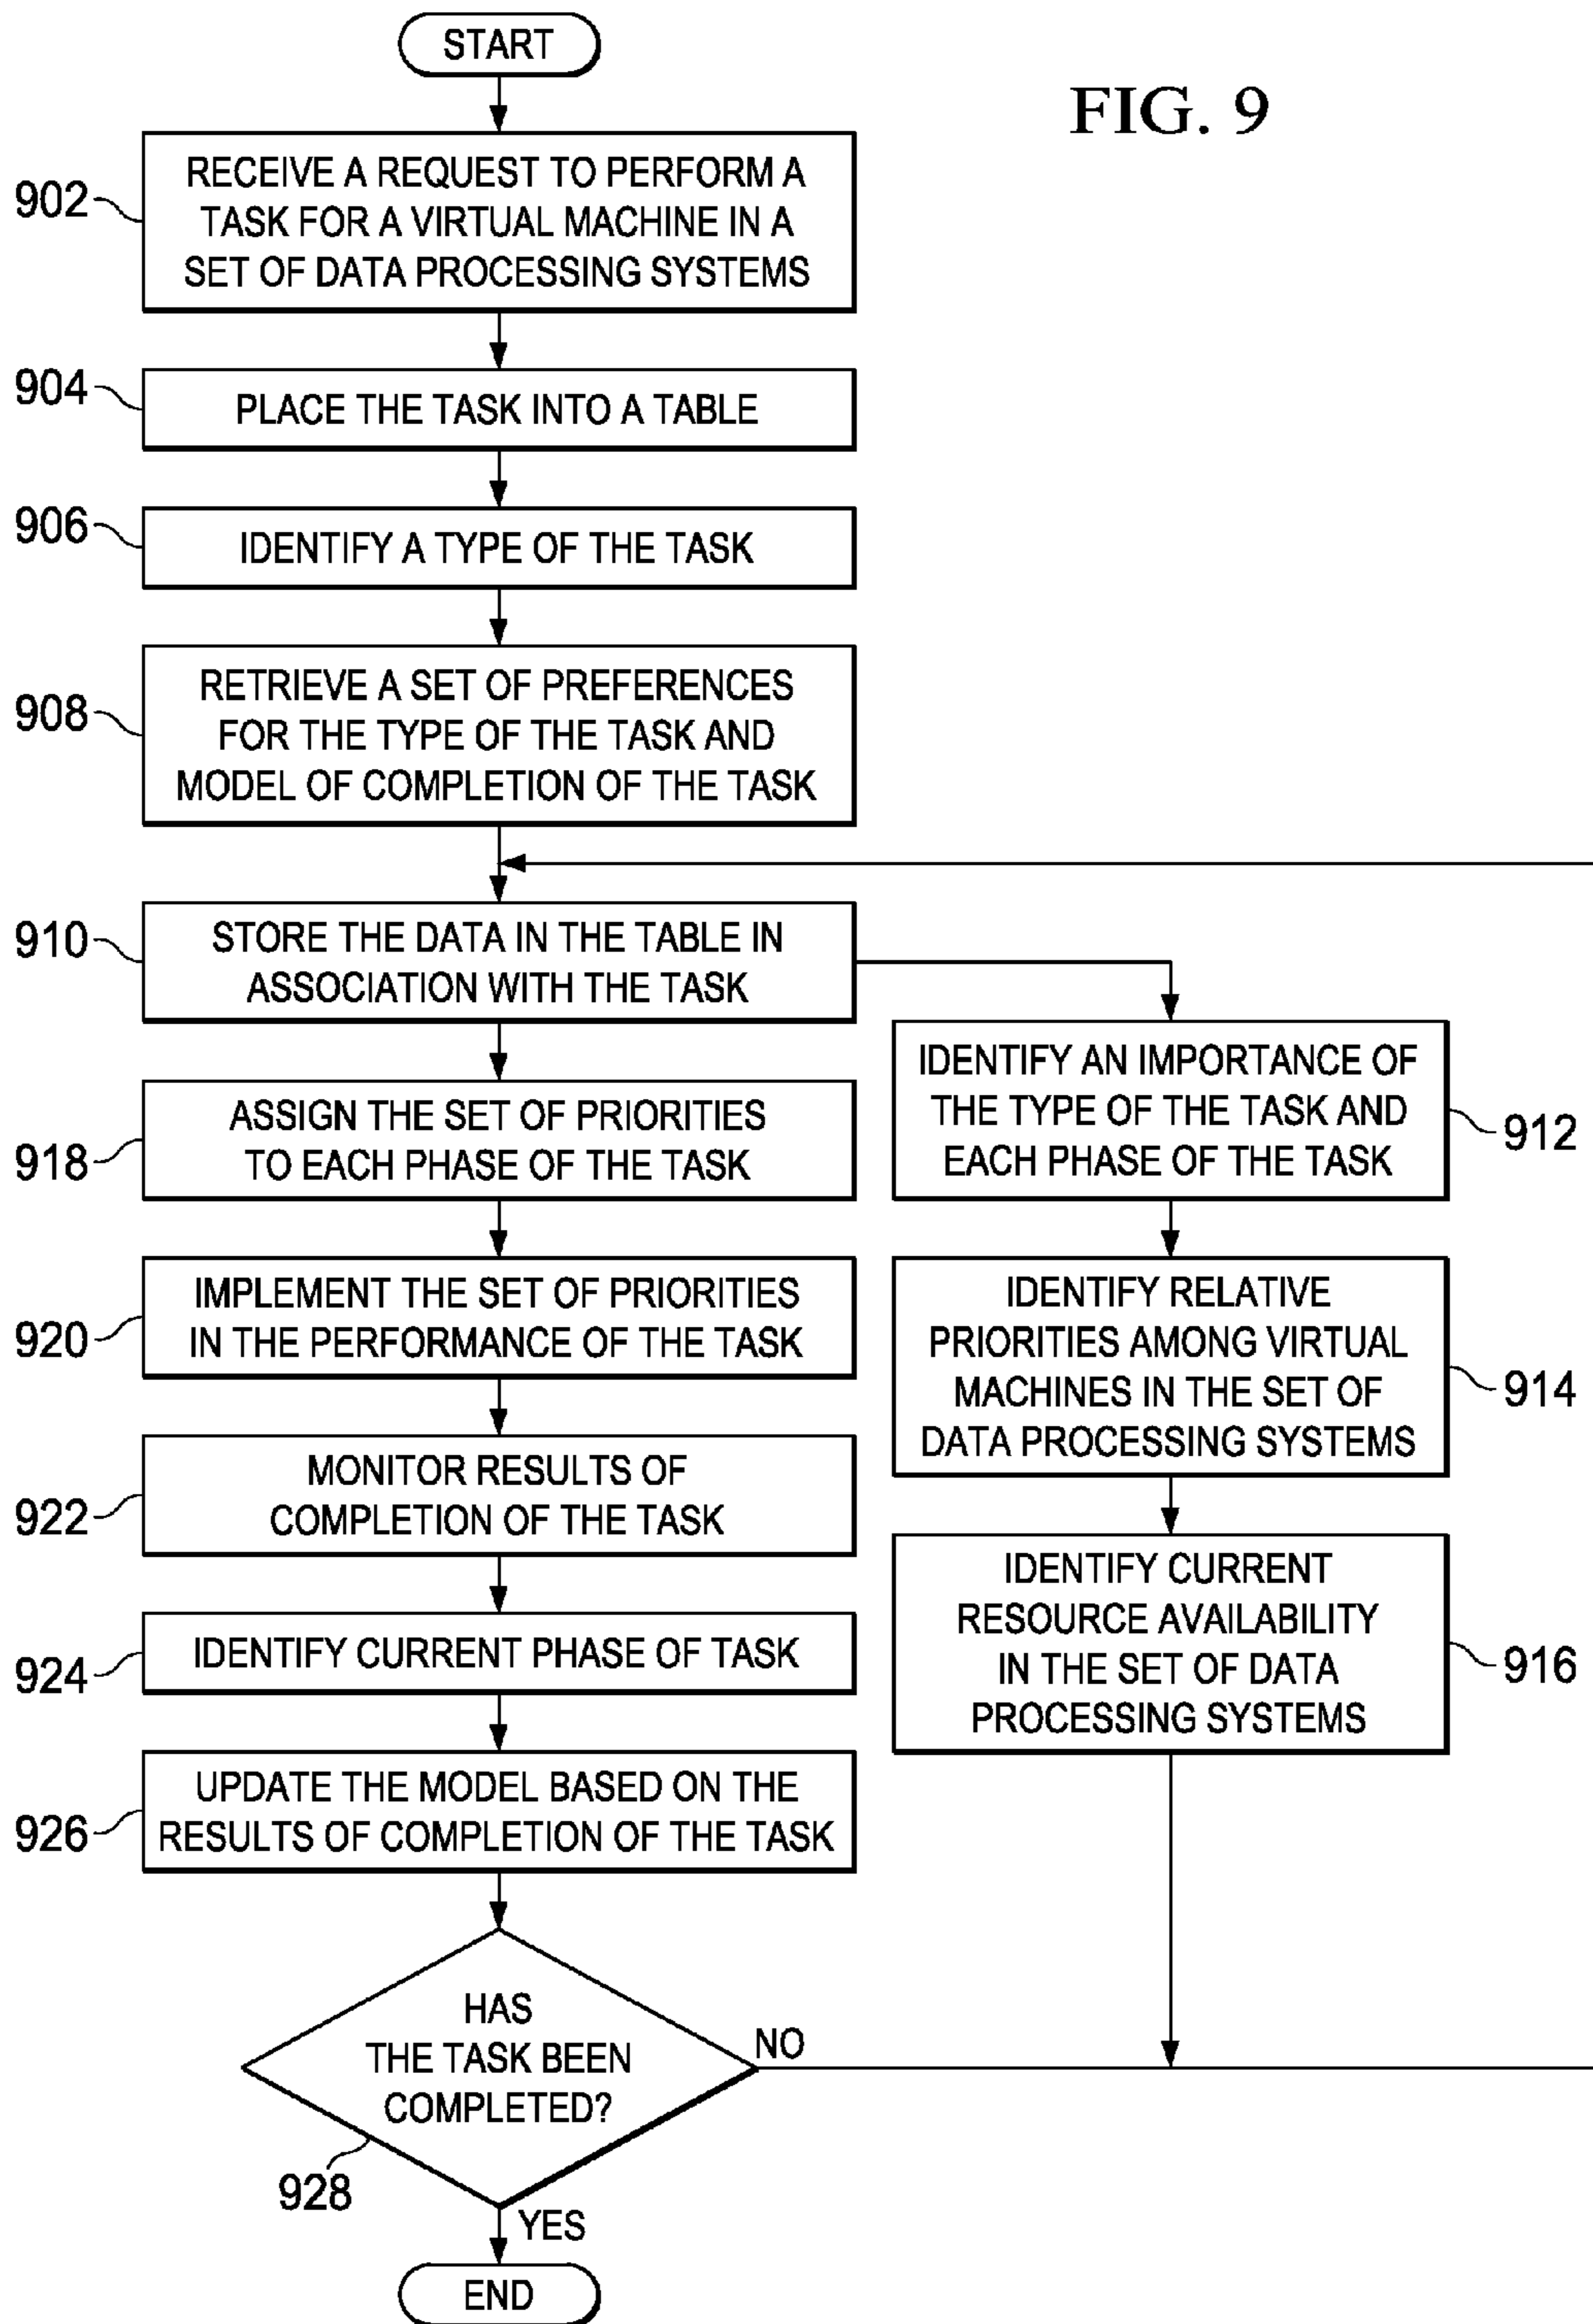 START
FIG. 9
902
RECEIVE A REQUEST TO PERFORM A
TASK FOR A VIRTUAL MACHINE IN A
SET OF DATA PROCESSING SYSTEMS
904
PLACE THE TASK INTO A TABLE
906
IDENTIFY A TYPE OF THE TASK
908
RETRIEVE A SET OF PREFERENCES
FOR THE TYPE OF THE TASK AND
MODEL OF COMPLETION OF THE TASK
910
STORE THE DATA IN THE TABLE IN
ASSOCIATION WITH THE TASK
912
IDENTIFY AN IMPORTANCE OF
THE TYPE OF THE TASK AND
EACH PHASE OF THE TASK
914
IDENTIFY RELATIVE
PRIORITIES AMONG VIRTUAL
MACHINES IN THE SET OF
DATA PROCESSING SYSTEMS
916
IDENTIFY CURRENT
RESOURCE AVAILABILITY
IN THE SET OF DATA
PROCESSING SYSTEMS
918
ASSIGN THE SET OF PRIORITIES
TO EACH PHASE OF THE TASK
920
IMPLEMENT THE SET OF PRIORITIES
IN THE PERFORMANCE OF THE TASK
922
MONITOR RESULTS OF
COMPLETION OF THE TASK
924
IDENTIFY CURRENT PHASE OF TASK
926
UPDATE THE MODEL BASED ON THE
RESULTS OF COMPLETION OF THE TASK
HAS
THE TASK BEEN
COMPLETED?
928
NO
YES
END